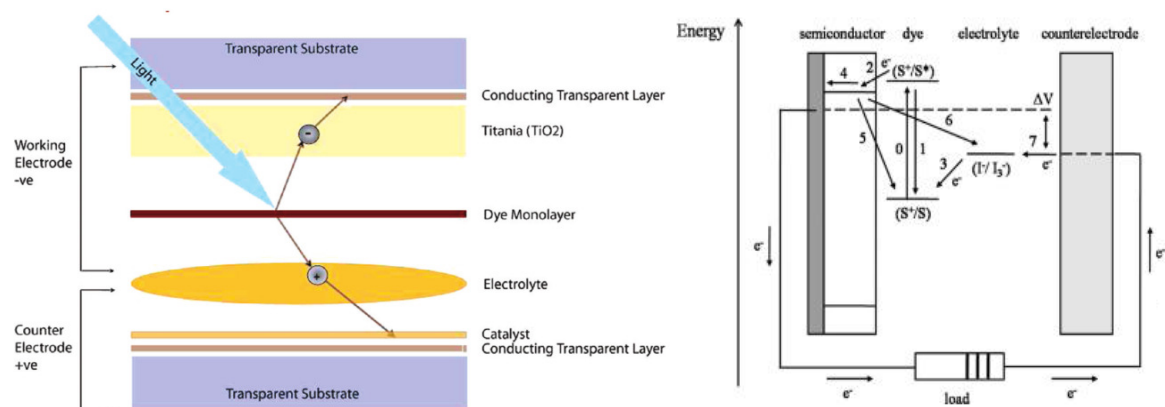 Transparent Substrate
Light
Conducting Transparent Layer
Titania (TiO2)
-
Working
Electrode
-ve
Dye Monolayer
+
Electrolyte
Counter
Electrode
+ve
Catalyst
Conducting Transparent Layer
Transparent Substrate
Energy
semiconductor dye electrolyte counterelectrode
4 2 e⁻ (S⁺/S*)
ΔV
6
5 0 1 7
3 (I⁻/I₃⁻) e⁻
e⁻
(S⁺/S)
e⁻ e⁻
e⁻ load e⁻